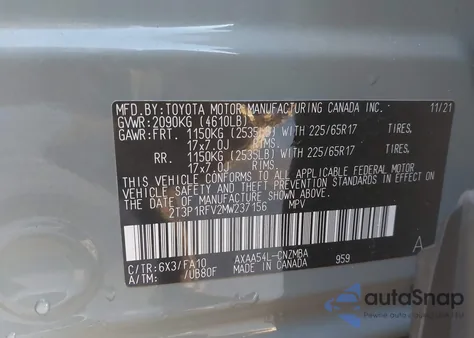 MFD.BY: TOYOTA MOTOR MANUFACTURING CANADA INC. 11/21
GVWR: 2090KG (4610LB)
GAWR: FRT. 1150KG (2535LB) WITH 225/65R17 TIRES.
17x7.0J RIMS.
RR. 1150KG (2535LB) WITH 225/65R17 TIRES.
17x7.0J RIMS.
THIS VEHICLE CONFORMS TO ALL APPLICABLE FEDERAL MOTOR
VEHICLE SAFETY AND THEFT PREVENTION STANDARDS IN
EFFECT ON THE DATE OF MANUFACTURE SHOWN ABOVE.
2T3P1RFV2MW237156 MPV
C/TR: 6X3/FA10 AXAA54L-CNZMBA A
A/TM: /UB80F MADE IN CANADA 959
autoSnap